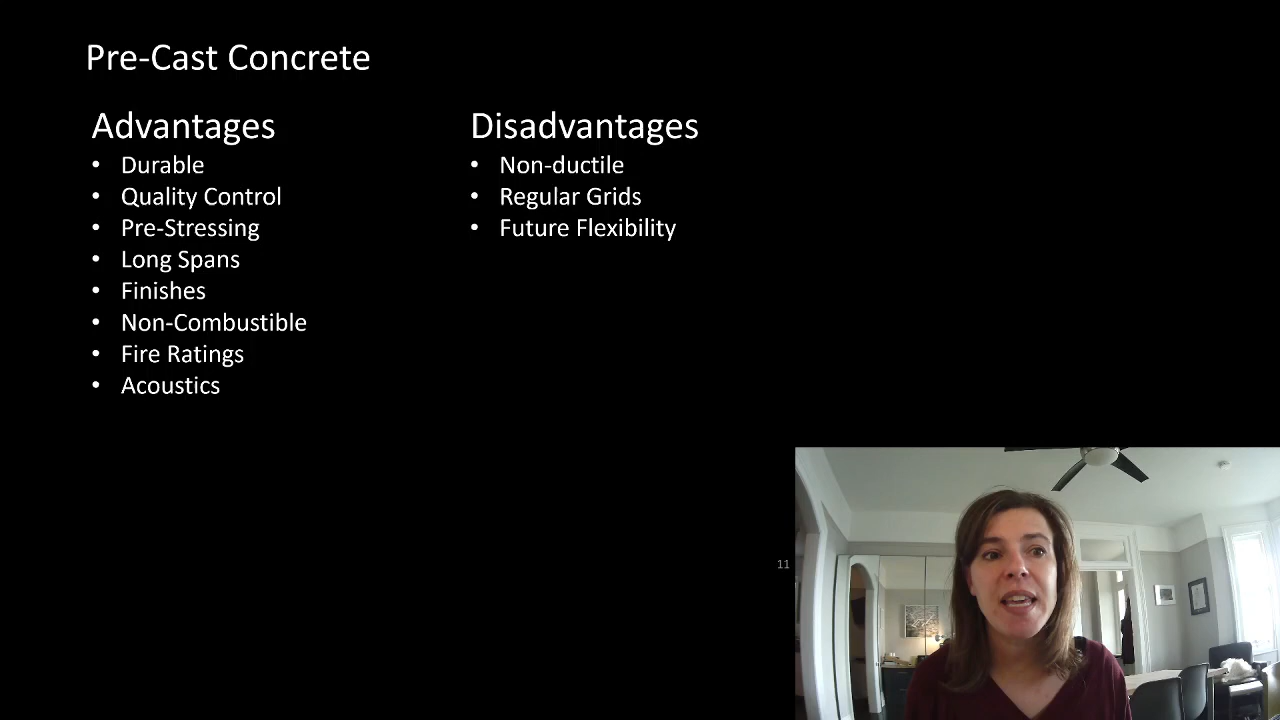 Pre-Cast Concrete
Advantages
• Durable
• Quality Control
• Pre-Stressing
• Long Spans
• Finishes
• Non-Combustible
• Fire Ratings
• Acoustics
Disadvantages
• Non-ductile
• Regular Grids
• Future Flexibility
11